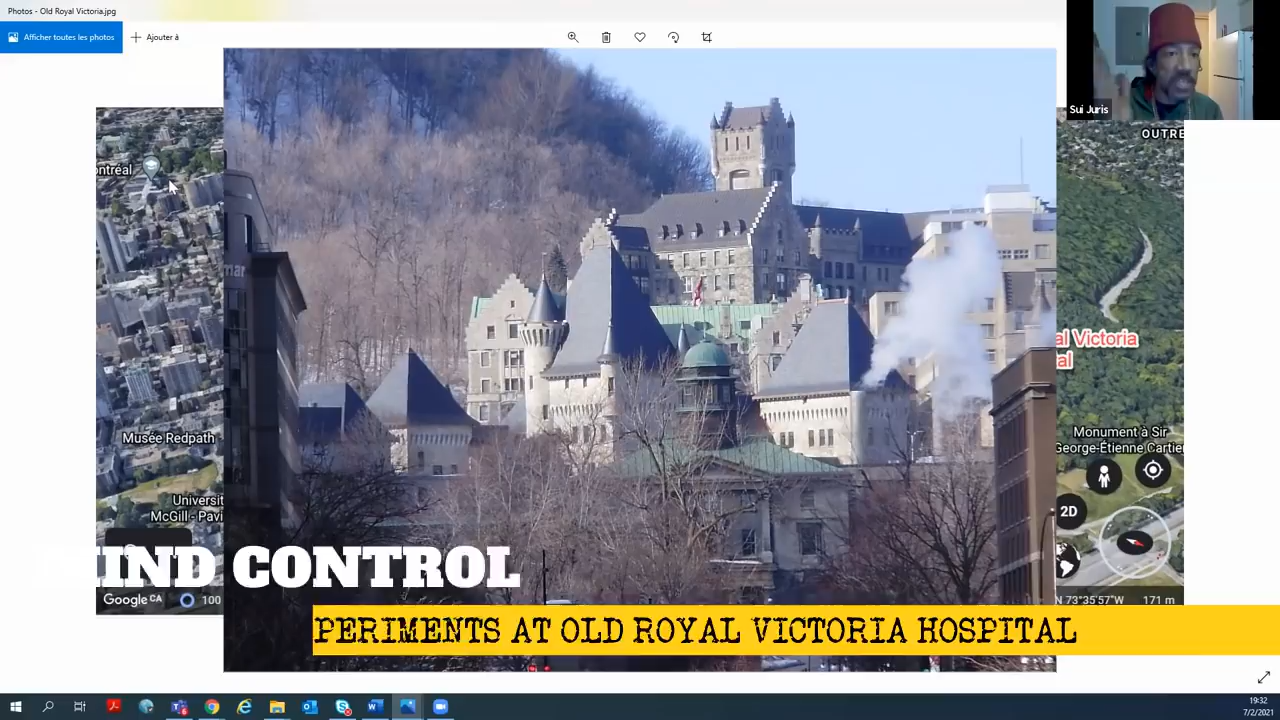 Photos - Old Royal Victoria.jpg
Afficher toutes les photos
Ajouter à
Sui Juris
OUTRE
ntréal
al Victoria
al
Musée Redpath
Monument à Sir
George-Étienne Cartier
Universit
McGill - Pavi
2D
MIND CONTROL
Google CA
100
N 73°35'57"W
171 m
PERIMENTS AT OLD ROYAL VICTORIA HOSPITAL
19:32
7/2/2021